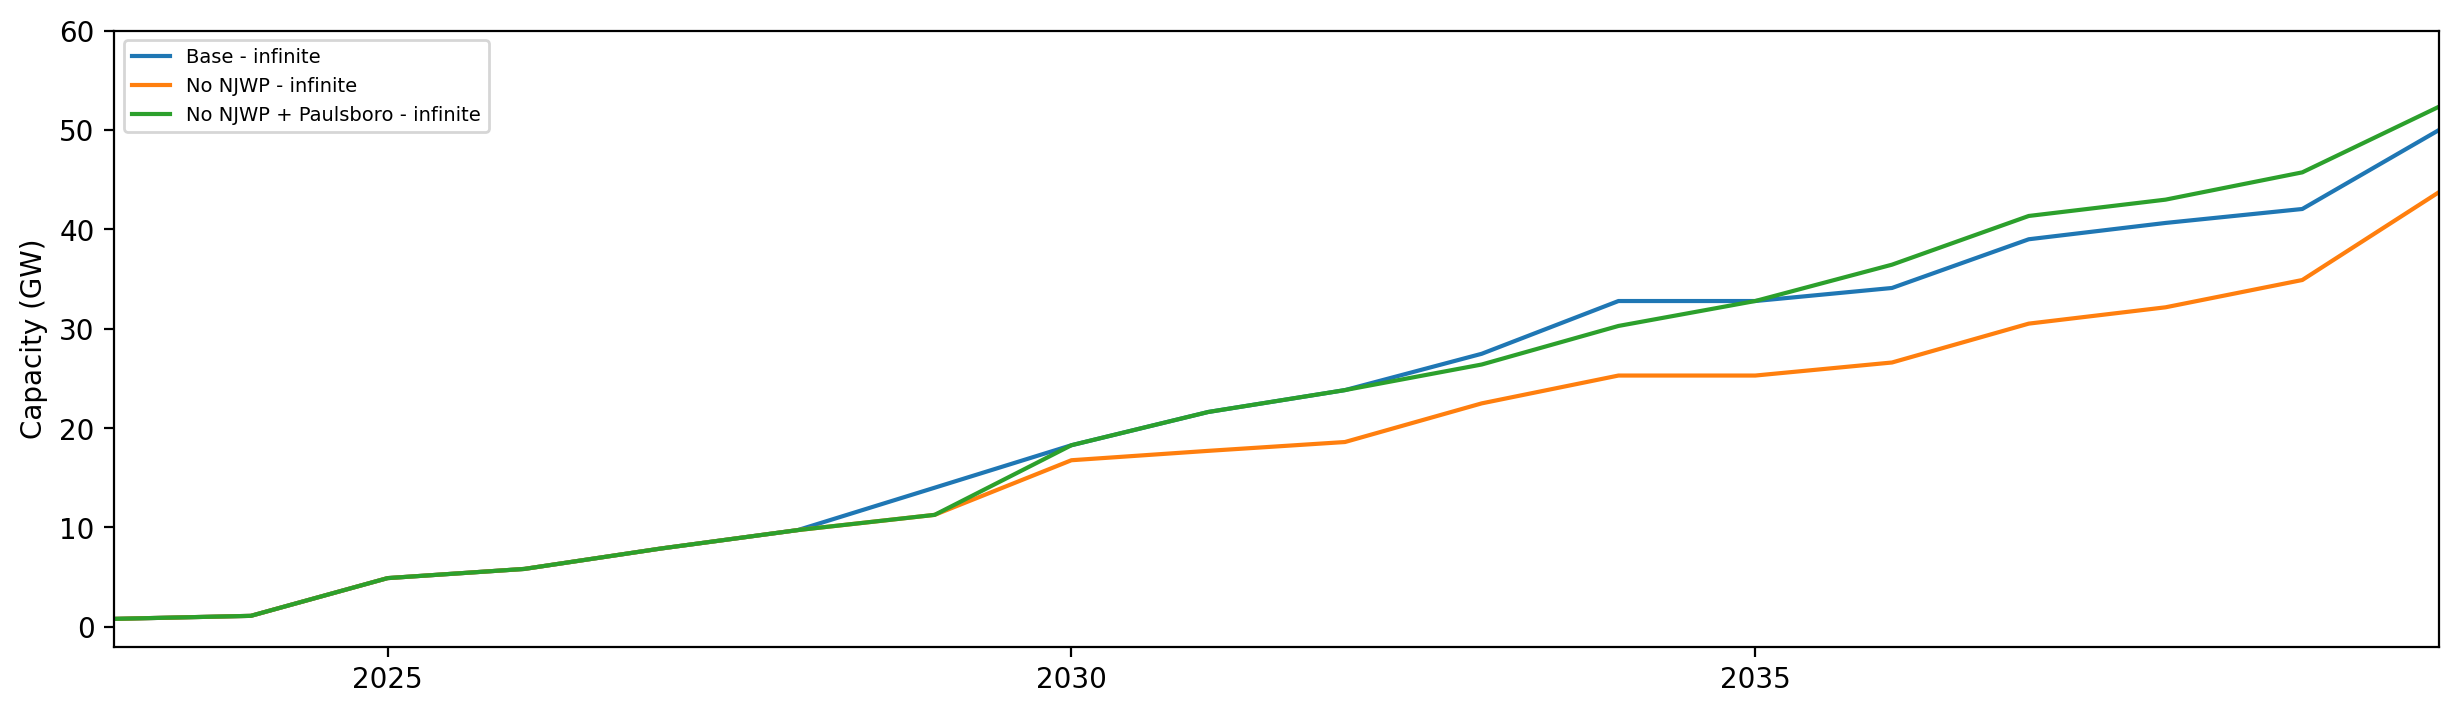 60
50
40
30
20
10
0
Capacity (GW)
Base - infinite
No NJWP - infinite
No NJWP + Paulsboro - infinite
2025 2030 2035